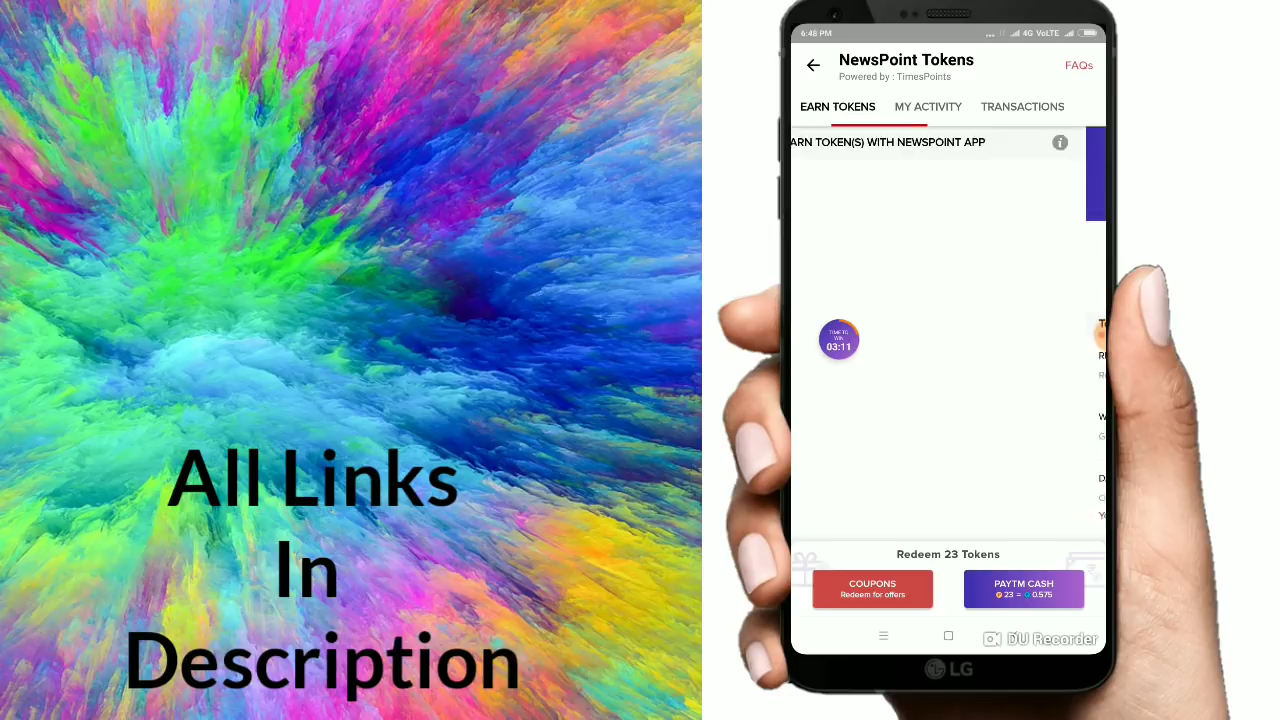 All Links
In
Description
6:48 PM
4G VoLTE
NewsPoint Tokens
Powered by : TimesPoints
FAQs
EARN TOKENS
MY ACTIVITY
TRANSACTIONS
ARN TOKEN(S) WITH NEWSPOINT APP
TIME TO
WIN
03:11
Redeem 23 Tokens
COUPONS
Redeem for offers
PAYTM CASH
23 = 0.575
DU Recorder
LG